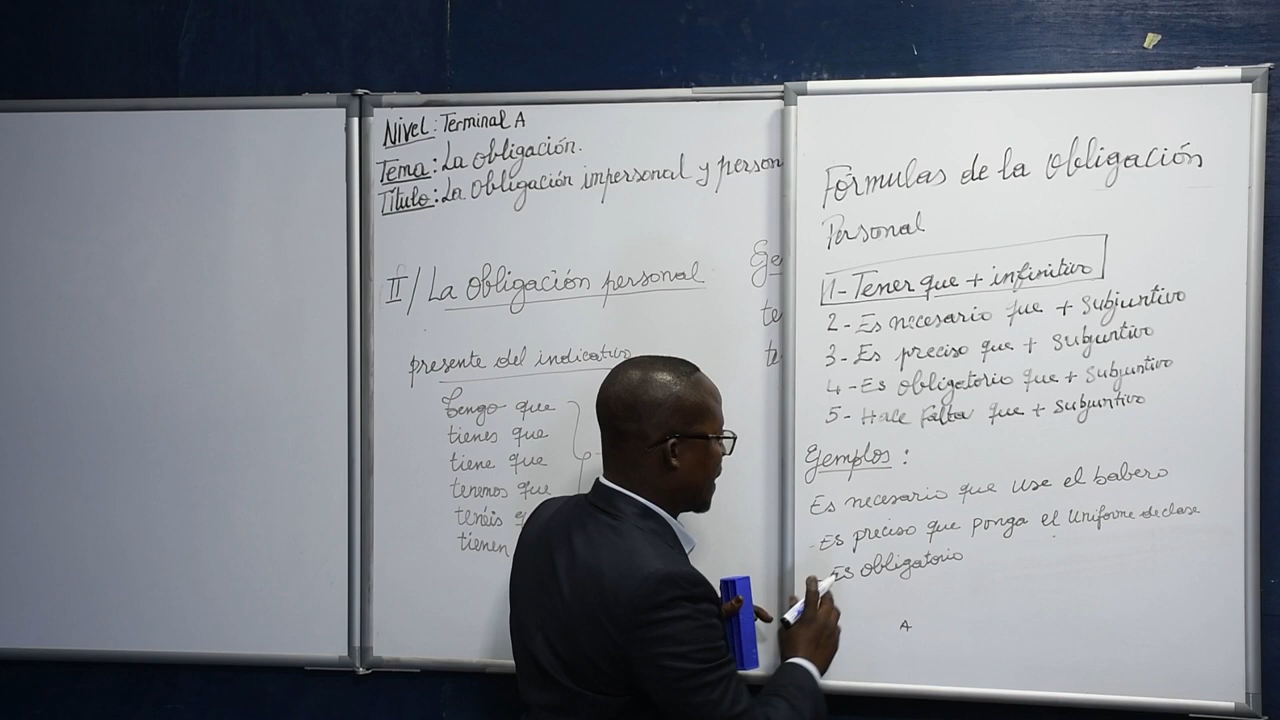 Nivel: Terminal A
Tema: La obligación.
Título: La obligación impersonal y person
II/ La obligación personal
presente del indicativo
tengo que
tienes que
tiene que
tenemos que
tenéis q
tienen
Ge
te
te
Fórmulas de la obligación
Personal
1- Tener que + infinitivo
2- Es necesario que + Subjuntivo
3- Es preciso que + Subjuntivo
4- Es obligatorio que + Subjuntivo
5- Hace falta que + Subjuntivo
Ejemplos:
Es necesario que use el babero
Es preciso que ponga el uniforme de clase
Es obligatorio
A